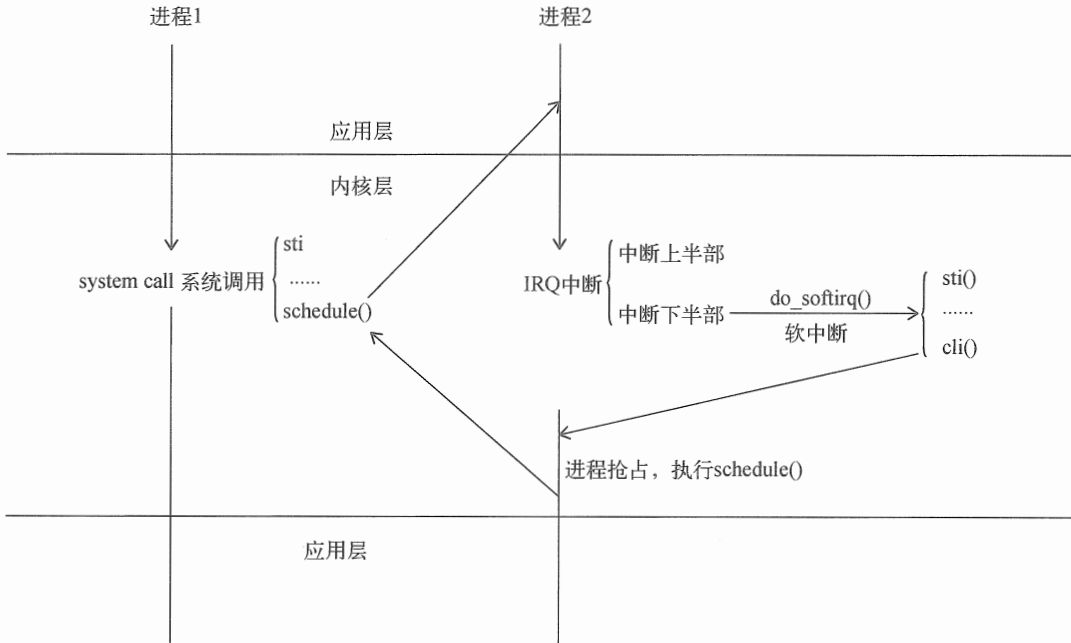 进程1
进程2
应用层
内核层
system call 系统调用
sti
......
schedule()
IRQ中断
中断上半部
中断下半部
do_softirq()
软中断
sti()
......
cli()
进程抢占，执行schedule()
应用层